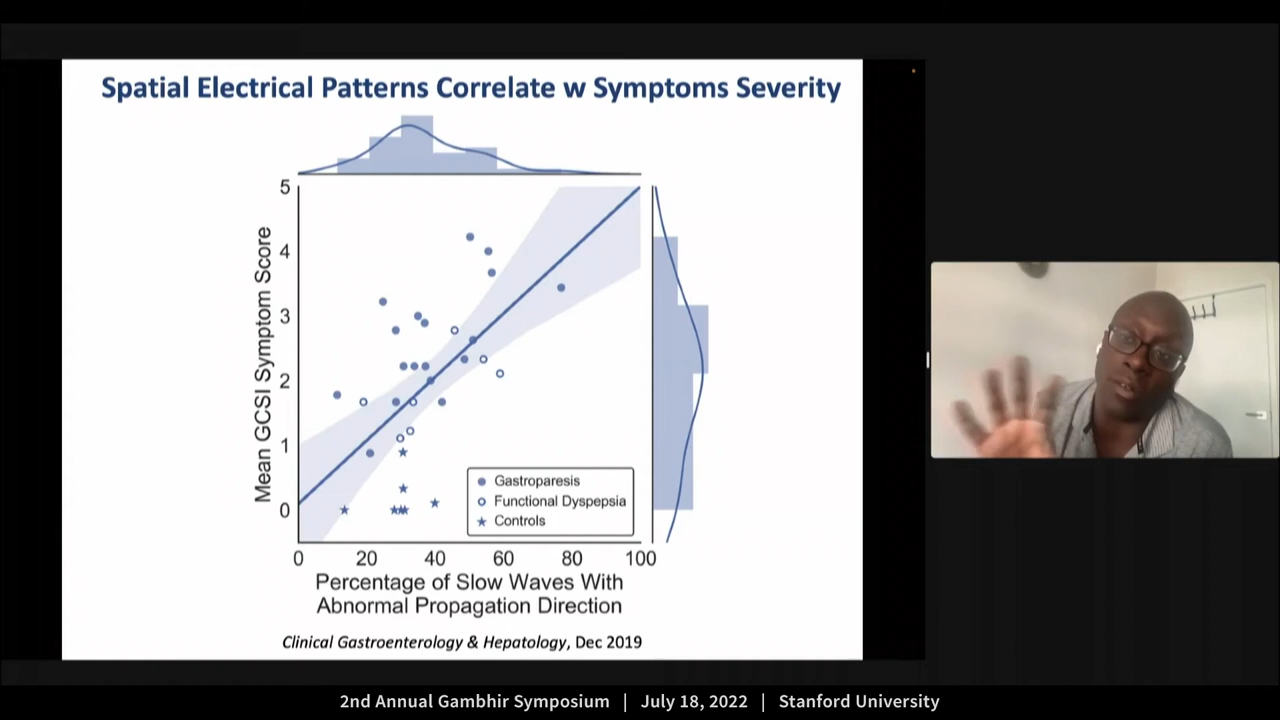 Spatial Electrical Patterns Correlate w Symptoms Severity
5
4
3
2
1
0
Mean GCSI Symptom Score
Gastroparesis
Functional Dyspepsia
Controls
0 20 40 60 80 100
Percentage of Slow Waves With
Abnormal Propagation Direction
Clinical Gastroenterology & Hepatology, Dec 2019
2nd Annual Gambhir Symposium | July 18, 2022 | Stanford University